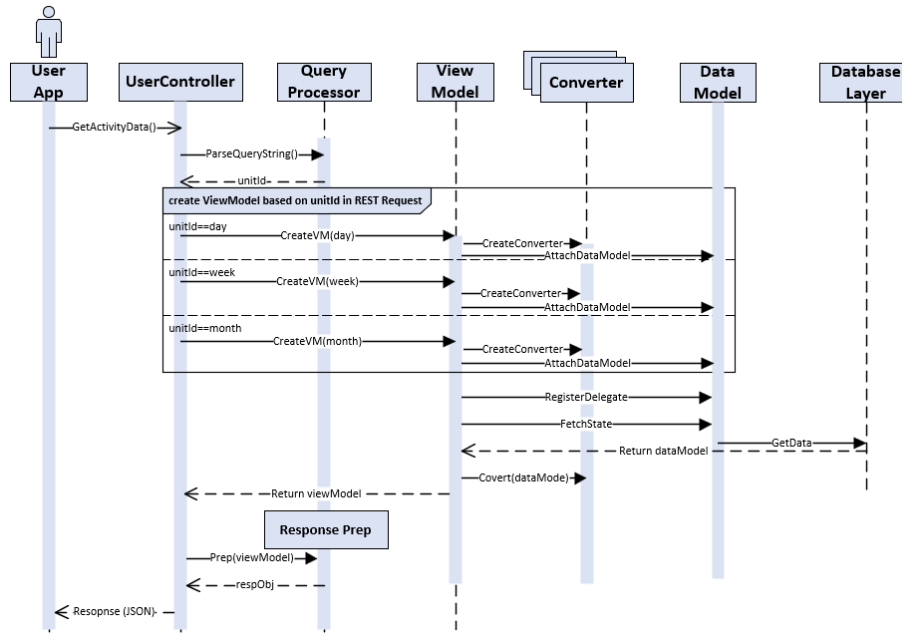 User
App
UserController
Query
Processor
View
Model
Converter
Data
Model
Database
Layer
GetActivityData()
ParseQueryString()
unitId
create ViewModel based on unitId in REST Request
unitId==day
CreateVM(day)
CreateConverter
AttachDataModel
unitId==week
CreateVM(week)
CreateConverter
AttachDataModel
unitId==month
CreateVM(month)
CreateConverter
AttachDataModel
RegisterDelegate
FetchState
GetData
Return dataModel
Covert(dataMode)
Return viewModel
Response Prep
Prep(viewModel)
respObj
Resopnse (JSON)